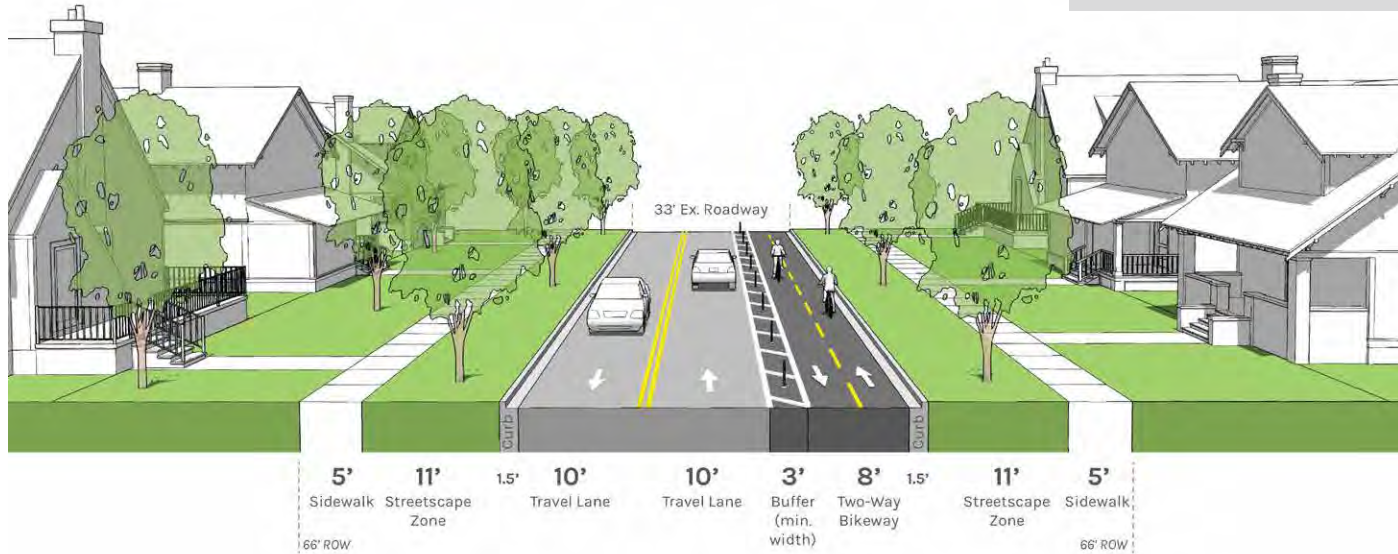 33' Ex. Roadway
Curb
Curb
5' 11' 1.5' 10' 10' 3' 8' 1.5' 11' 5'
Sidewalk Streetscape Zone Travel Lane Travel Lane Buffer (min. width) Two-Way Bikeway Streetscape Zone Sidewalk
66' ROW 66' ROW